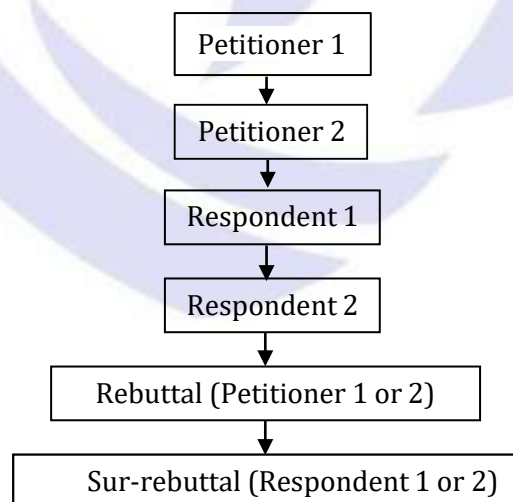 Petitioner 1
Petitioner 2
Respondent 1
Respondent 2
Rebuttal (Petitioner 1 or 2)
Sur-rebuttal (Respondent 1 or 2)